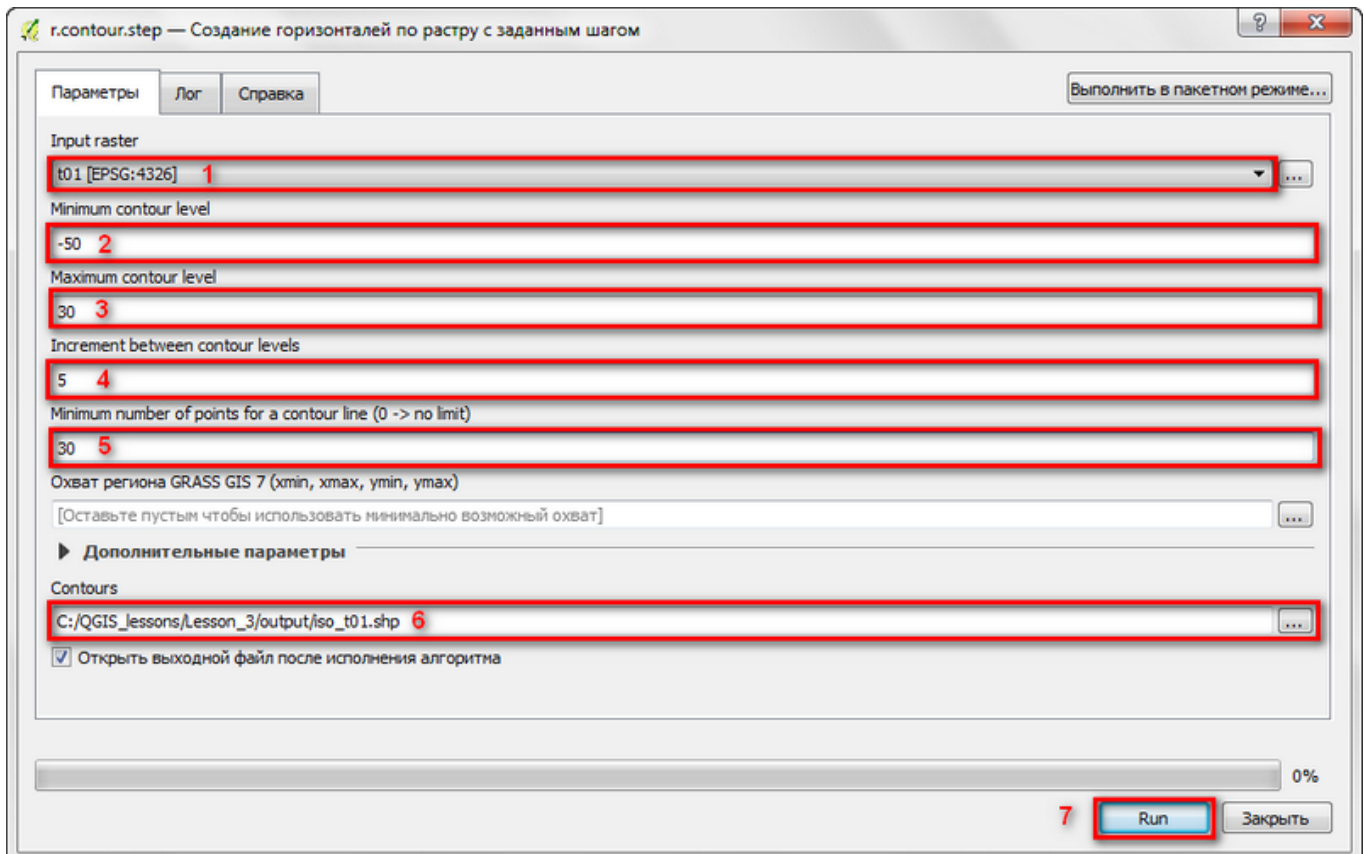 r.contour.step — Создание горизонталей по растру с заданным шагом
Параметры Лог Справка Выполнить в пакетном режиме...
Input raster
t01 [EPSG:4326] 1 ...
Minimum contour level
-50 2
Maximum contour level
30 3
Increment between contour levels
5 4
Minimum number of points for a contour line (0 -> no limit)
30 5
Охват региона GRASS GIS 7 (xmin, xmax, ymin, ymax)
[Оставьте пустым чтобы использовать минимально возможный охват] ...
Дополнительные параметры
Contours
C:/QGIS_lessons/Lesson_3/output/iso_t01.shp 6 ...
Открыть выходной файл после исполнения алгоритма
0%
7 Run Закрыть